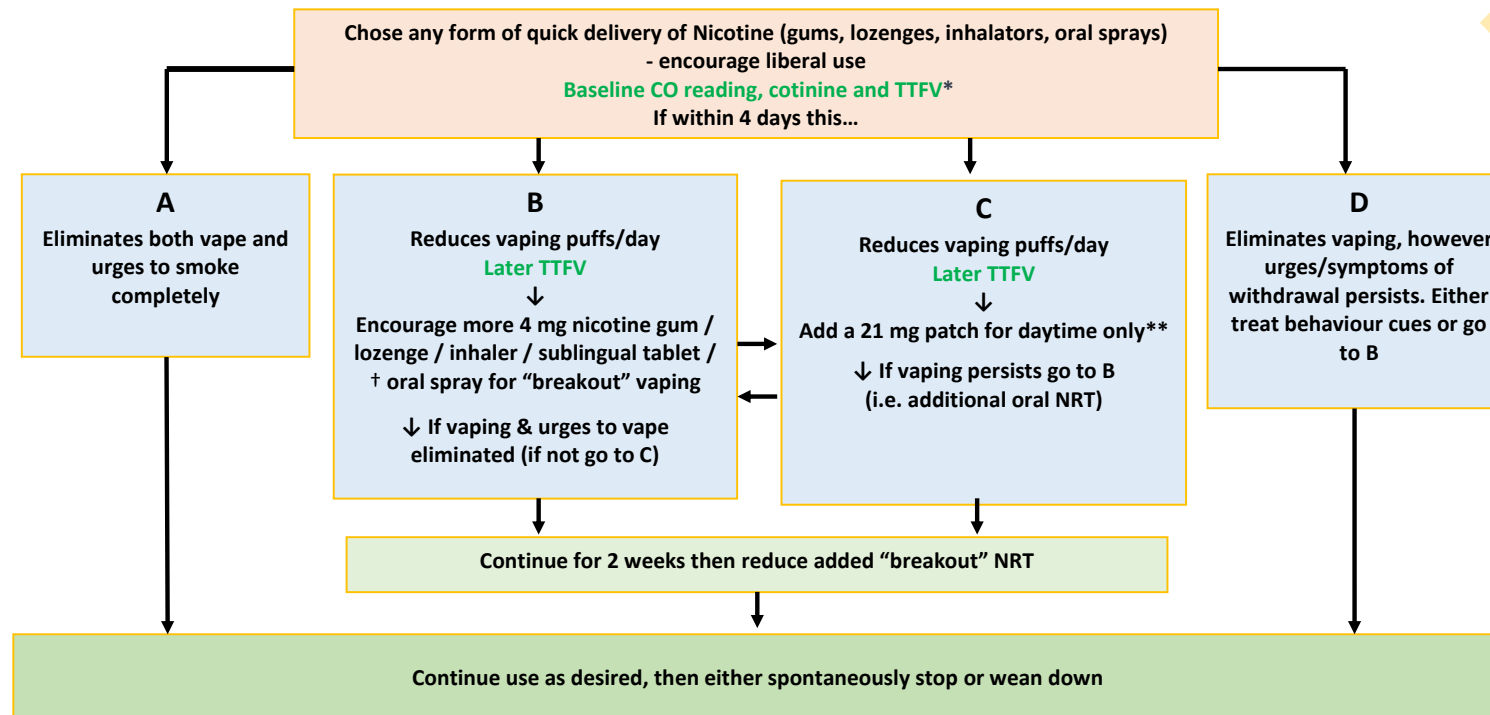 Chose any form of quick delivery of Nicotine (gums, lozenges, inhalators, oral sprays)
- encourage liberal use
Baseline CO reading, cotinine and TTFV*
If within 4 days this…
A
Eliminates both vape and
urges to smoke
completely
B
Reduces vaping puffs/day
Later TTFV
↓
Encourage more 4 mg nicotine gum /
lozenge / inhaler / sublingual tablet /
† oral spray for “breakout” vaping
↓ If vaping & urges to vape
eliminated (if not go to C)
C
Reduces vaping puffs/day
Later TTFV
↓
Add a 21 mg patch for daytime only**
↓ If vaping persists go to B
(i.e. additional oral NRT)
D
Eliminates vaping, however
urges/symptoms of
withdrawal persists. Either
treat behaviour cues or go
to B
Continue for 2 weeks then reduce added “breakout” NRT
Continue use as desired, then either spontaneously stop or wean down